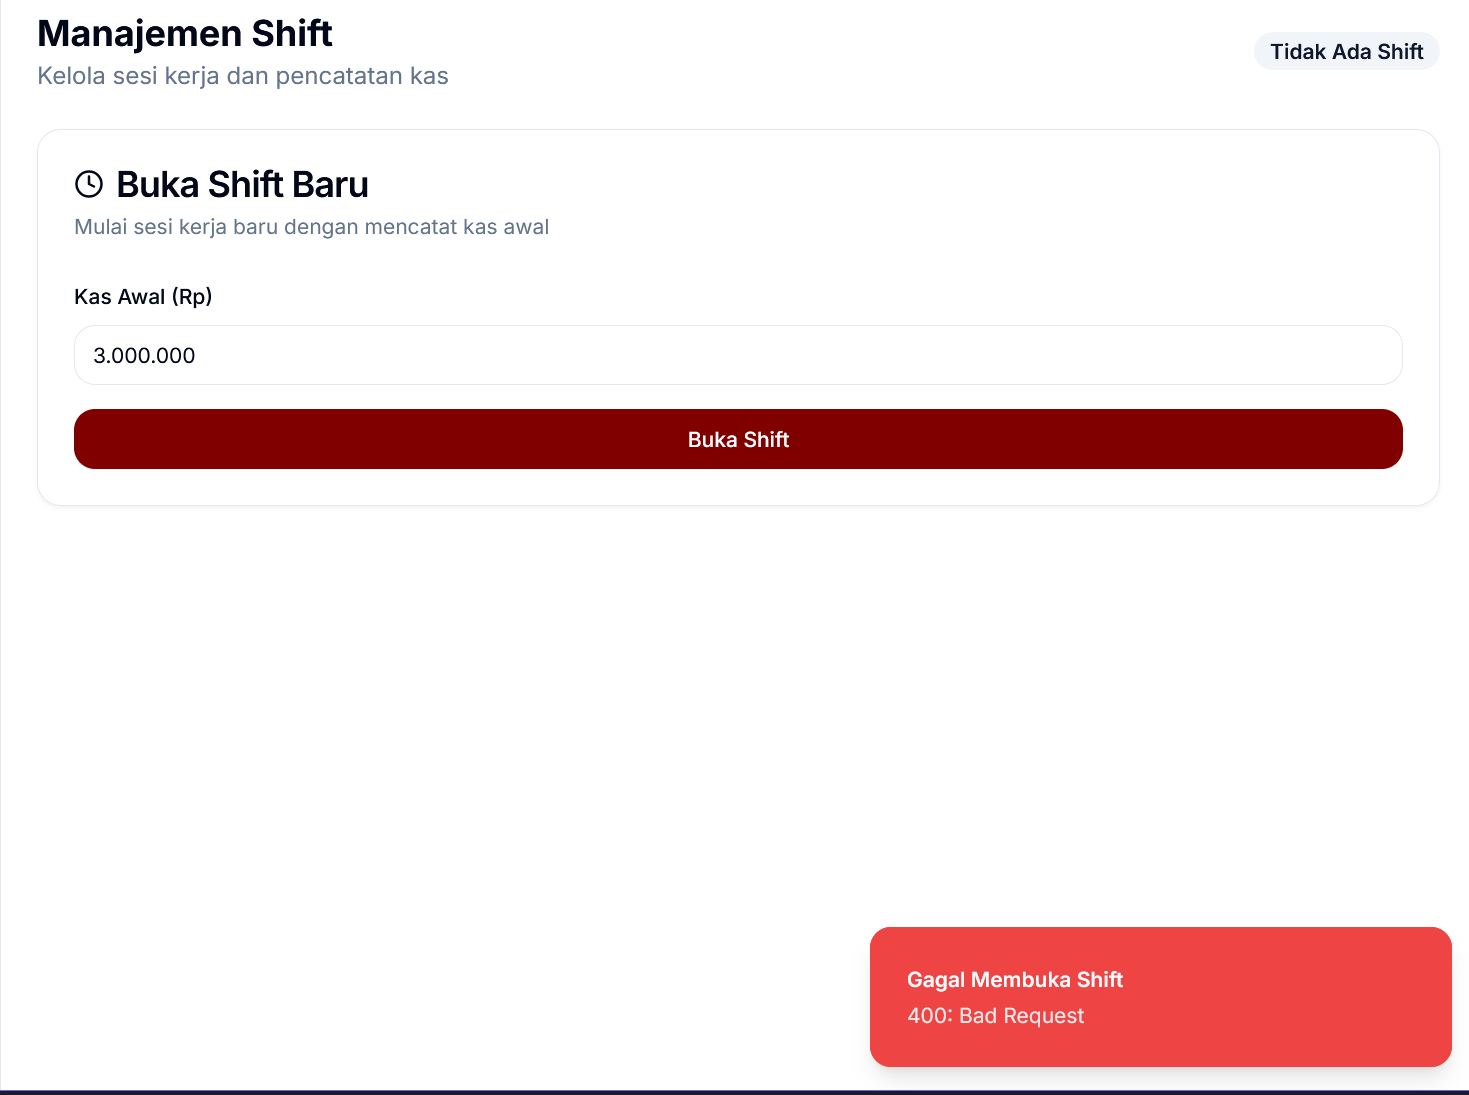 Manajemen Shift
Kelola sesi kerja dan pencatatan kas
Tidak Ada Shift
Buka Shift Baru
Mulai sesi kerja baru dengan mencatat kas awal
Kas Awal (Rp)
3.000.000
Buka Shift
Gagal Membuka Shift
400: Bad Request